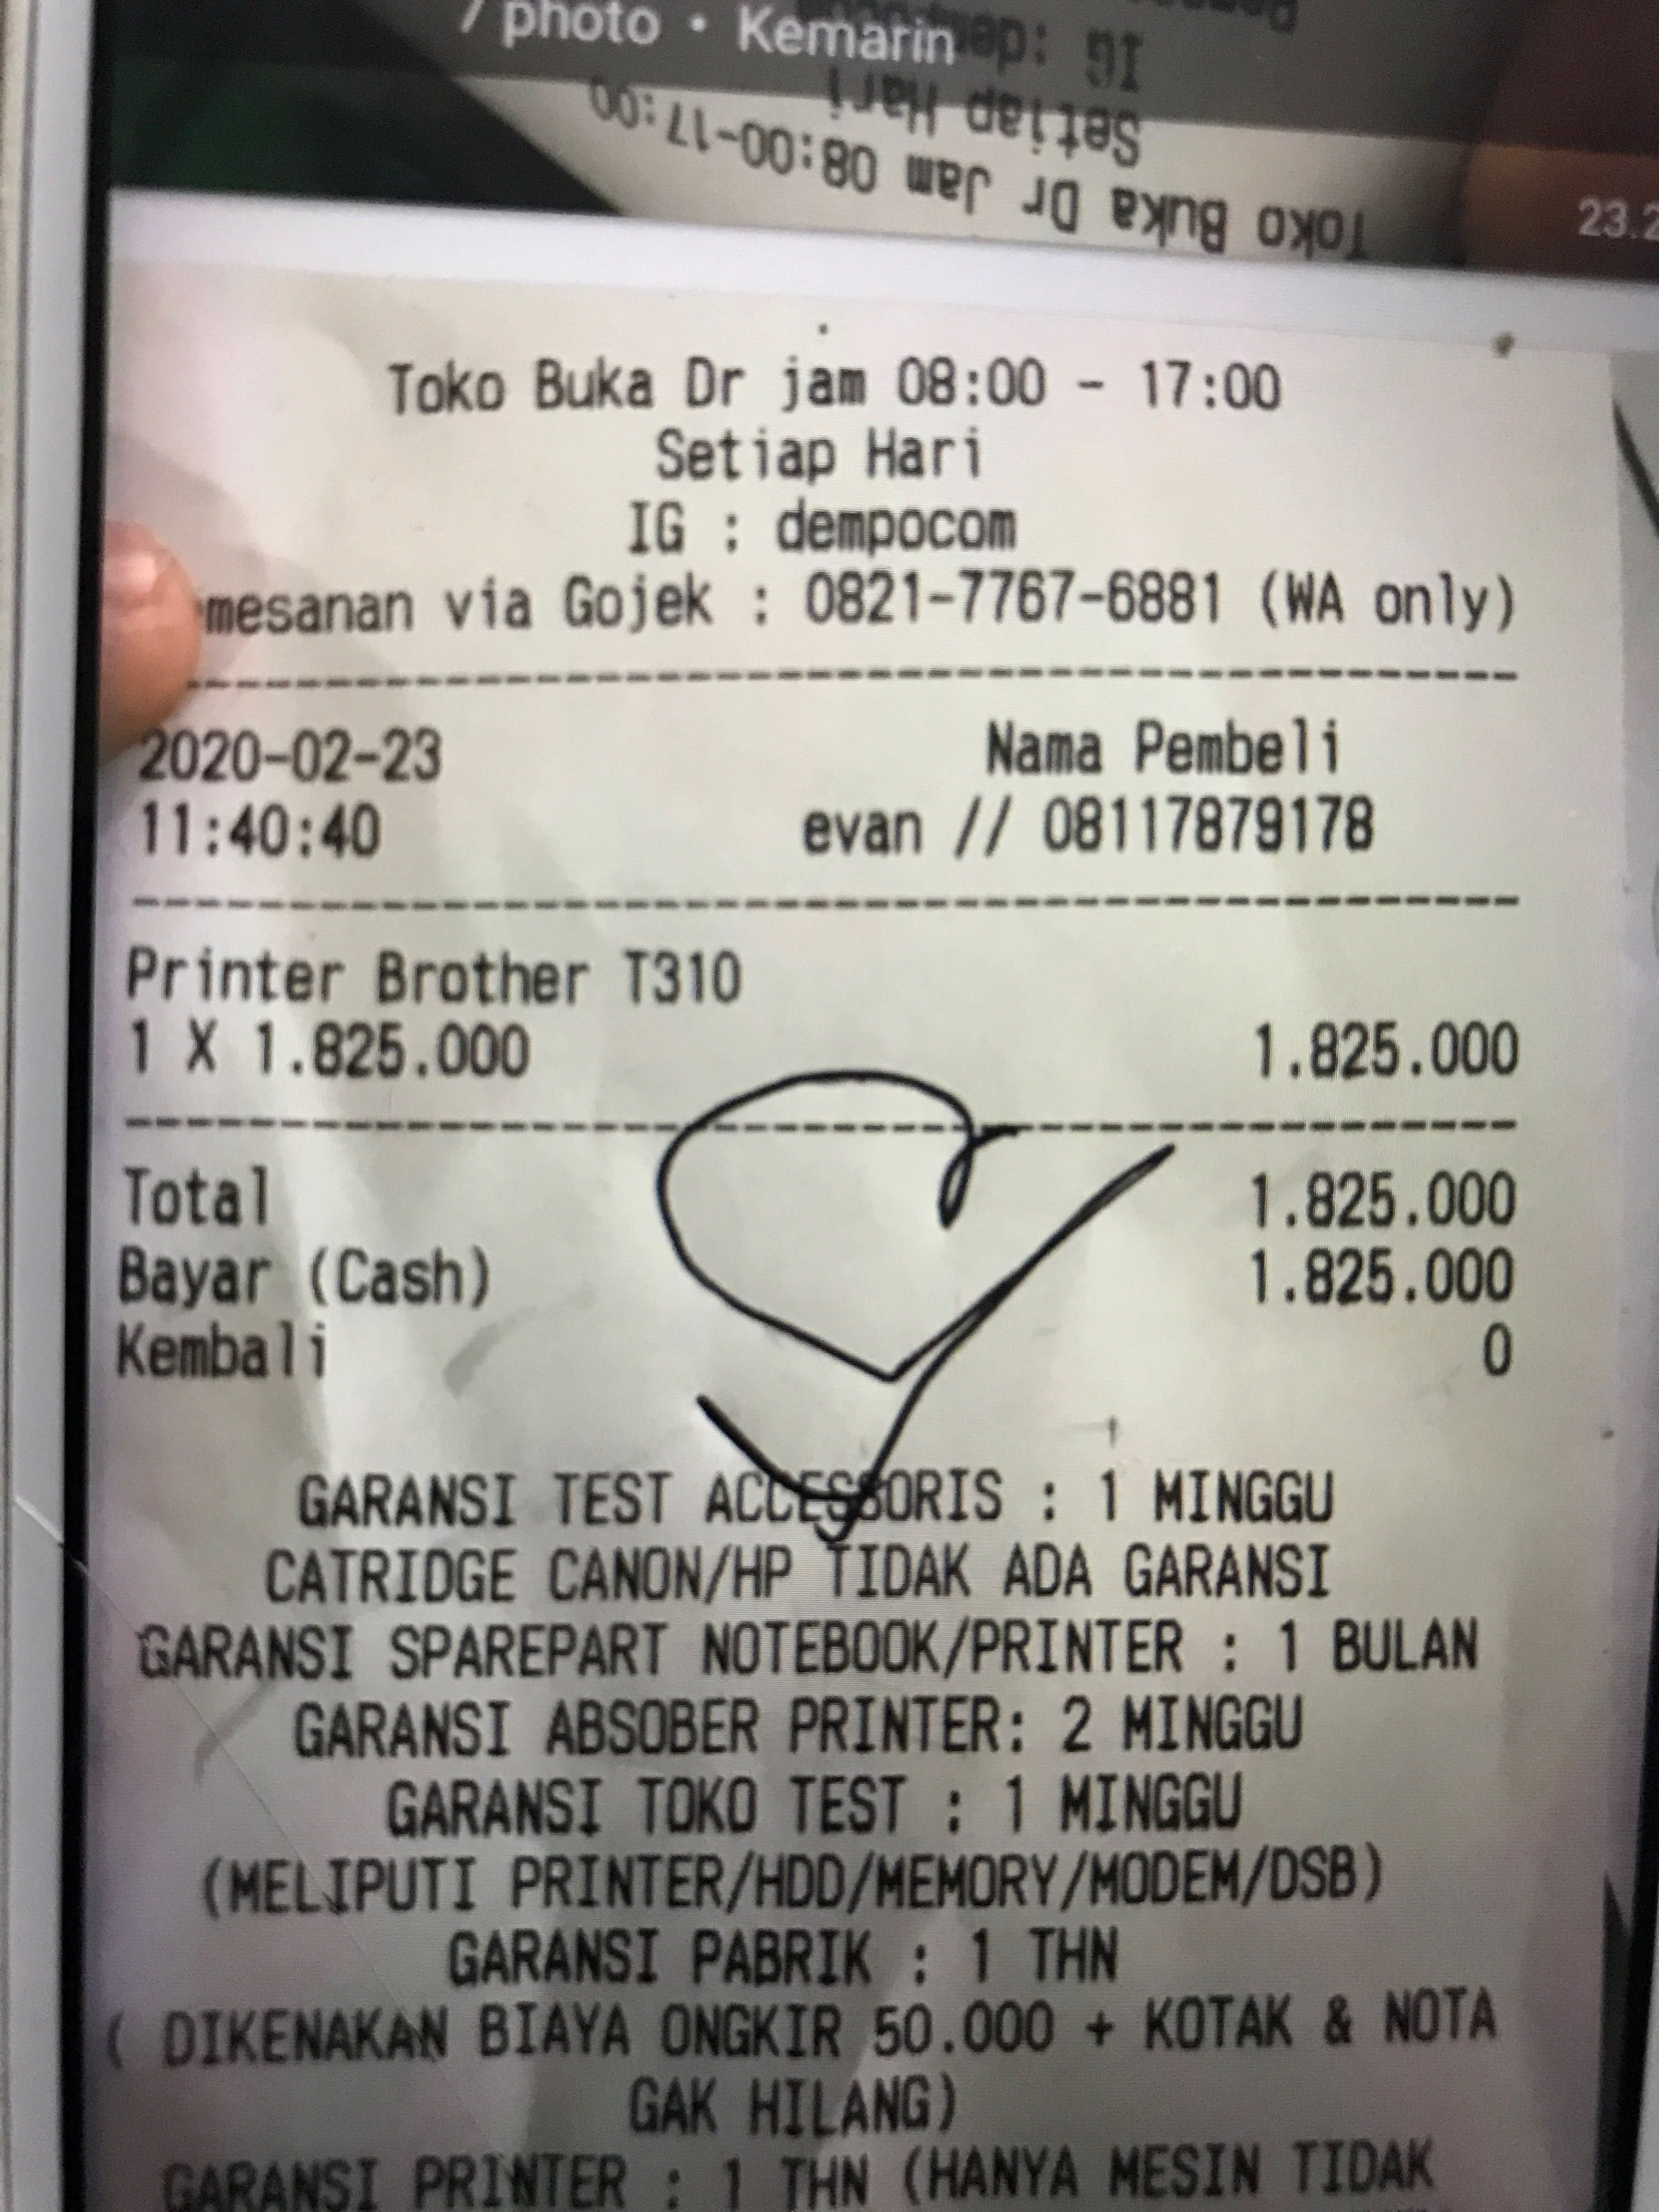 / photo • Kemarin
IG :
Setiap Hari
Toko Buka Dr Jam 08:00-17:00
Toko Buka Dr jam 08:00 - 17:00
Setiap Hari
IG : dempocom
mesanan via Gojek : 0821-7767-6881 (WA only)
2020-02-23 Nama Pembeli
11:40:40 evan // 08117879178
Printer Brother T310
1 X 1.825.000 1.825.000
Total 1.825.000
Bayar (Cash) 1.825.000
Kembali 0
GARANSI TEST ACCESSORIS : 1 MINGGU
CATRIDGE CANON/HP TIDAK ADA GARANSI
GARANSI SPAREPART NOTEBOOK/PRINTER : 1 BULAN
GARANSI ABSOBER PRINTER: 2 MINGGU
GARANSI TOKO TEST : 1 MINGGU
(MELIPUTI PRINTER/HDD/MEMORY/MODEM/DSB)
GARANSI PABRIK : 1 THN
( DIKENAKAN BIAYA ONGKIR 50.000 + KOTAK & NOTA
GAK HILANG)
GARANSI PRINTER : 1 THN (HANYA MESIN TIDAK